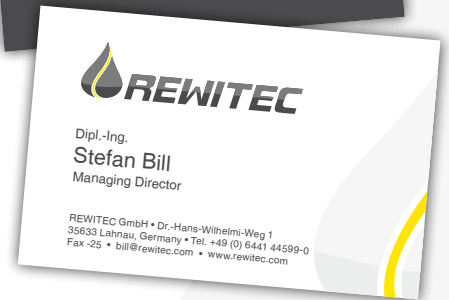 REWITEC
Dipl.-Ing.
Stefan Bill
Managing Director
REWITEC GmbH • Dr.-Hans-Wilhelmi-Weg 1
35633 Lahnau, Germany • Tel. +49 (0) 6441 44599-0
Fax -25 • bill@rewitec.com • www.rewitec.com